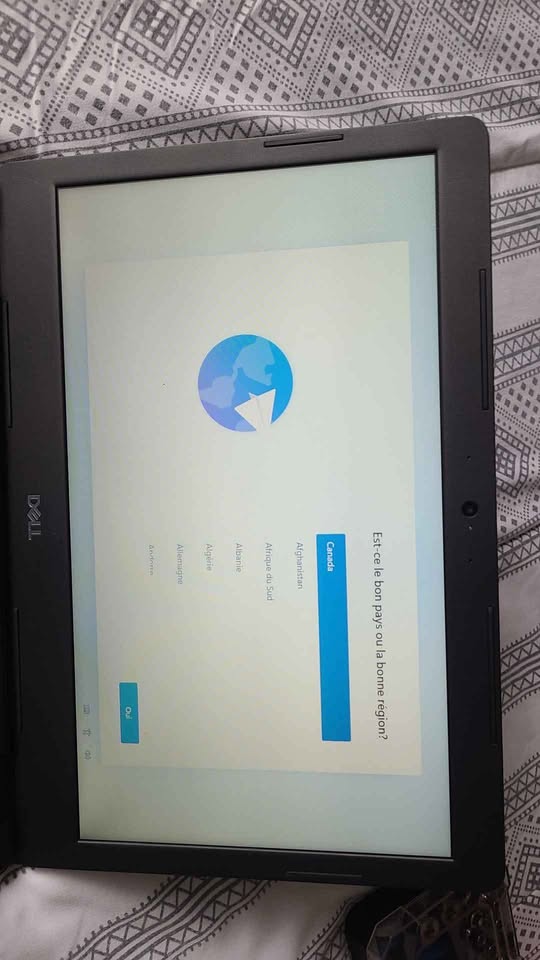 Est-ce le bon pays ou la bonne région?
Canada
Afghanistan
Afrique du Sud
Albanie
Algérie
Allemagne
Andorre
Oui
DELL